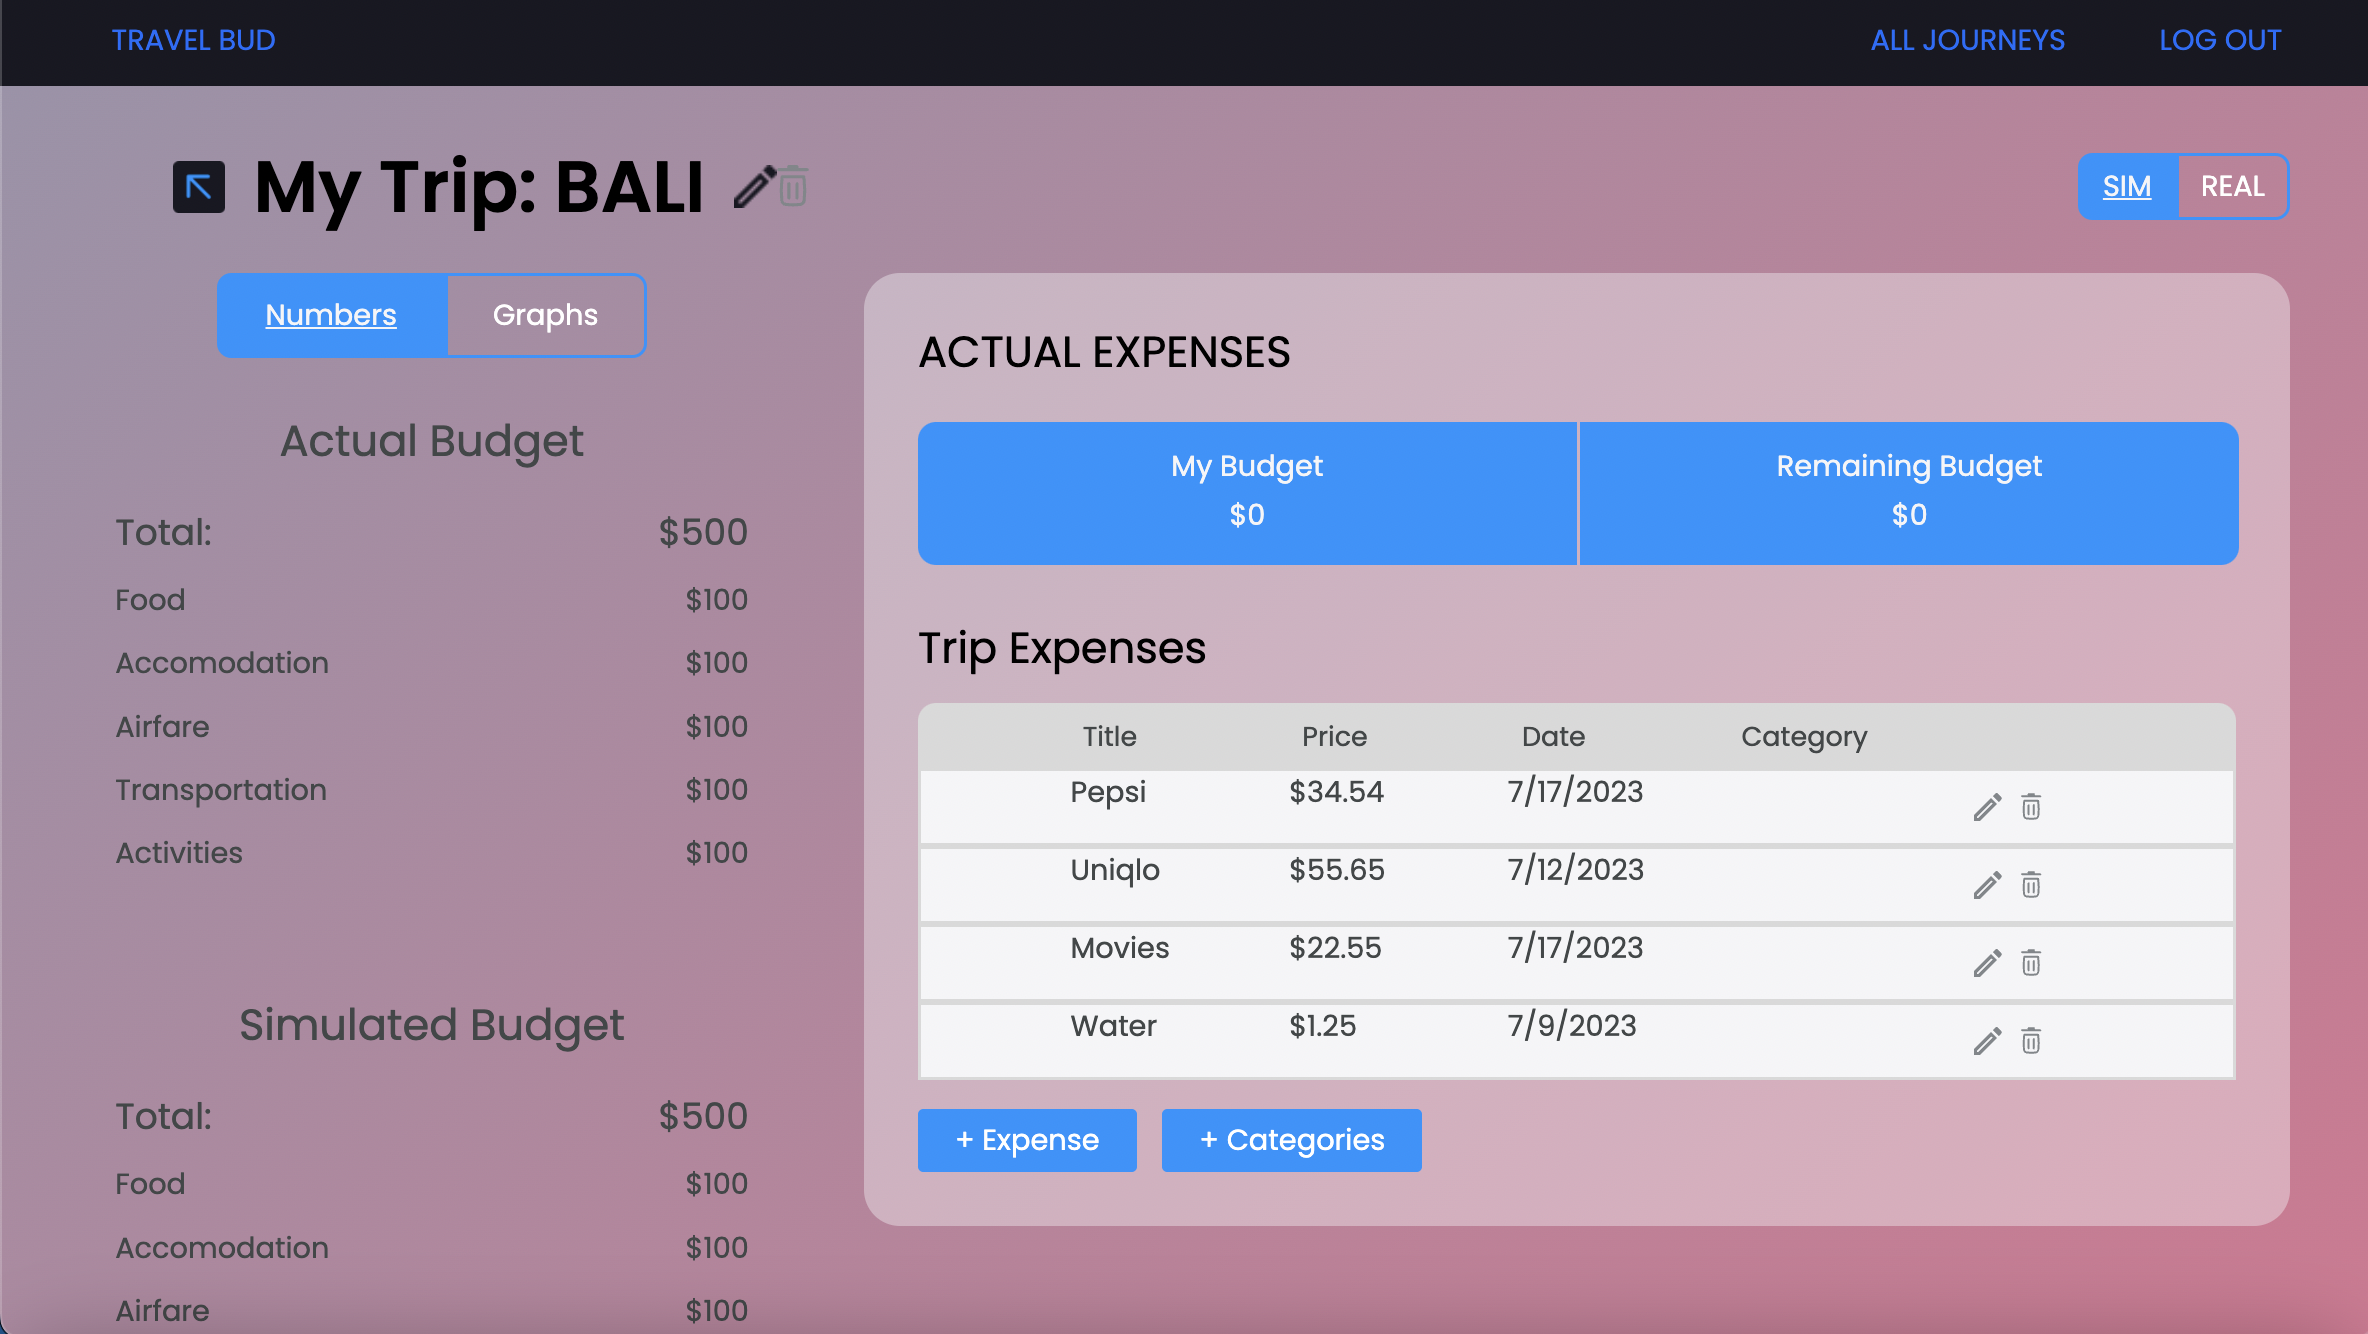 TRAVEL BUD ALL JOURNEYS LOG OUT
My Trip: BALI
SIM REAL
Numbers Graphs
Actual Budget
Total: $500
Food $100
Accomodation $100
Airfare $100
Transportation $100
Activities $100
Simulated Budget
Total: $500
Food $100
Accomodation $100
Airfare $100
ACTUAL EXPENSES
My Budget Remaining Budget
$0 $0
Trip Expenses
Title Price Date Category
Pepsi $34.54 7/17/2023
Uniqlo $55.65 7/12/2023
Movies $22.55 7/17/2023
Water $1.25 7/9/2023
+ Expense + Categories